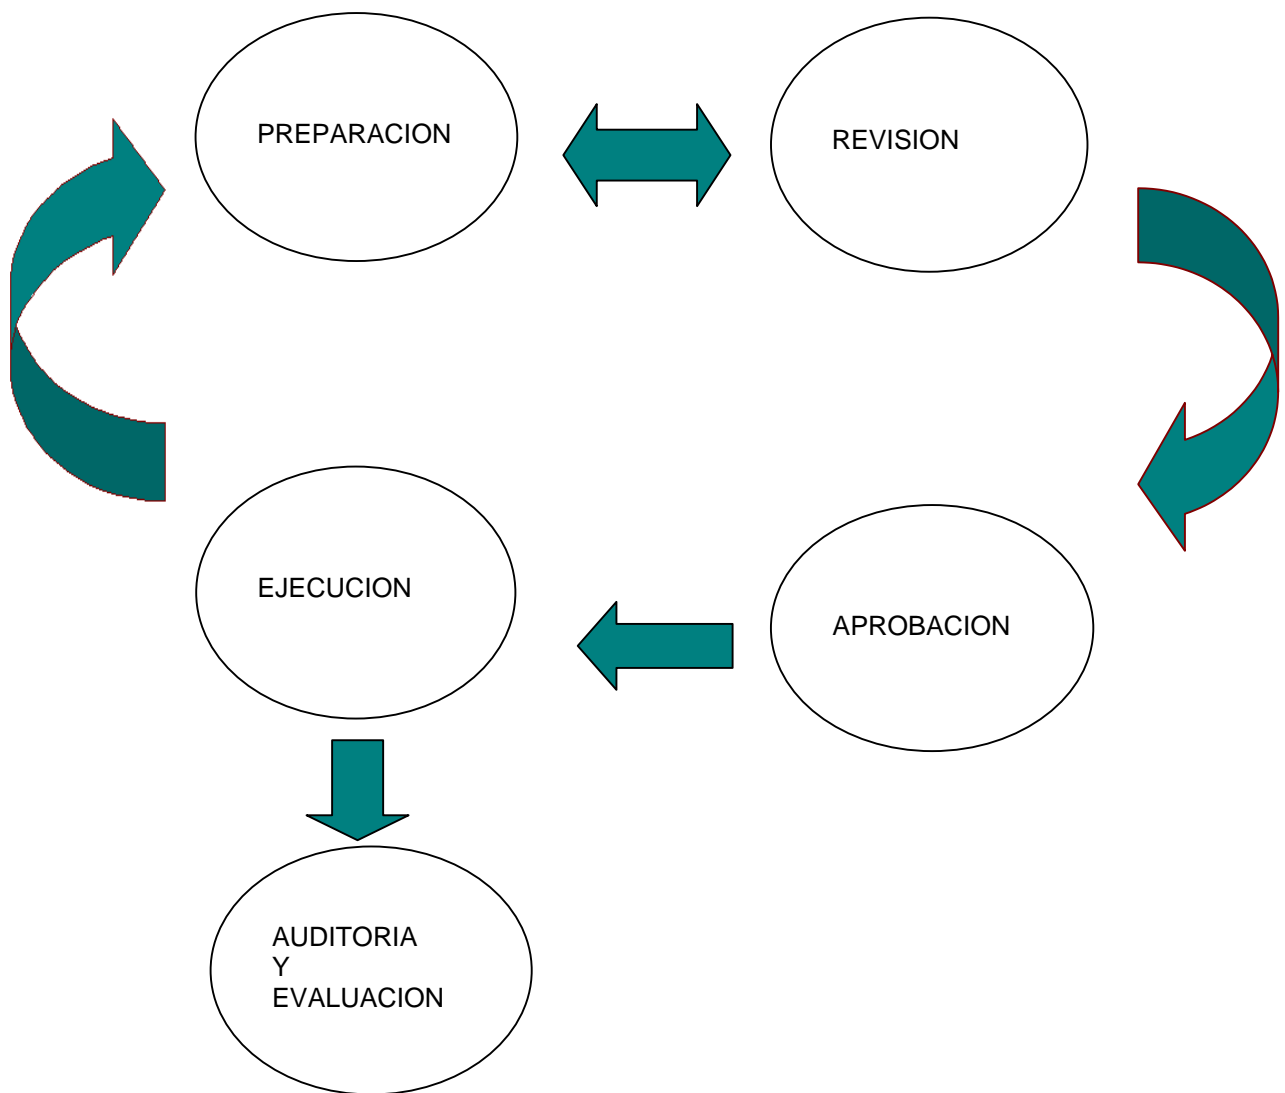 PREPARACION
REVISION
EJECUCION
APROBACION
AUDITORIA
Y
EVALUACION